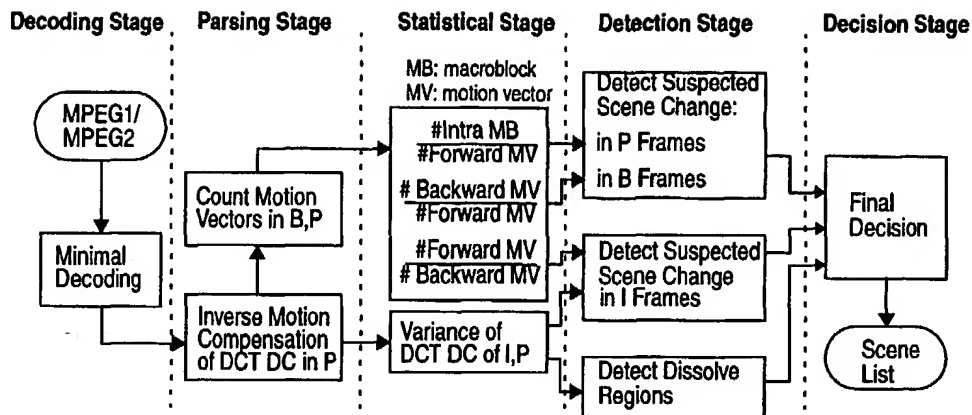 Decoding Stage
Parsing Stage
Statistical Stage
Detection Stage
Decision Stage
MPEG1/
MPEG2
Minimal
Decoding
Count Motion
Vectors in B,P
Inverse Motion
Compensation
of DCT DC in P
MB: macroblock
MV: motion vector
#Intra MB
#Forward MV
# Backward MV
#Forward MV
#Forward MV
# Backward MV
Variance of
DCT DC of I,P
Detect Suspected
Scene Change:
in P Frames
in B Frames
Detect Suspected
Scene Change
in I Frames
Detect Dissolve
Regions
Final
Decision
Scene
List